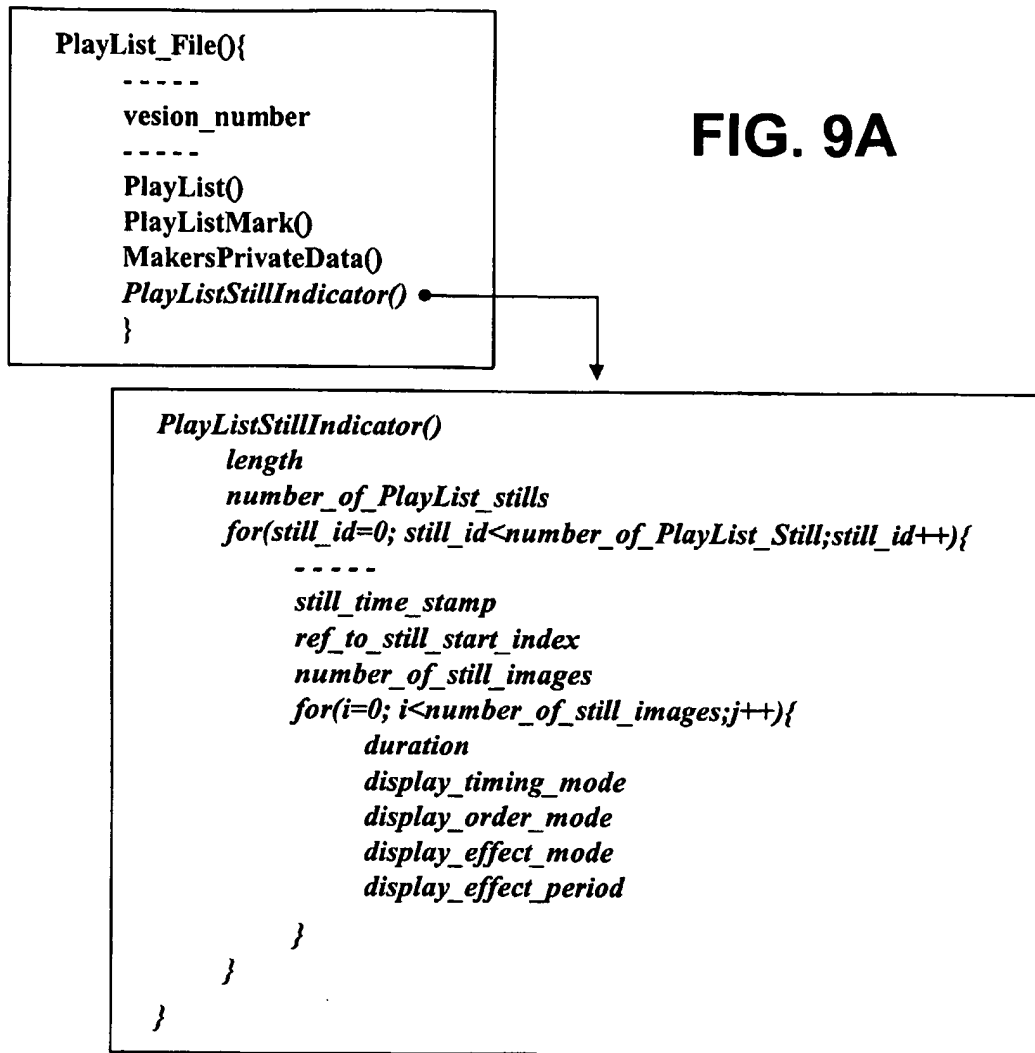 PlayList_File(){
- - - - -
vesion_number
- - - - -
PlayList()
PlayListMark()
MakersPrivateData()
PlayListStillIndicator()
}
FIG. 9A
PlayListStillIndicator()
length
number_of_PlayList_stills
for(still_id=0; still_id<number_of_PlayList_Still;still_id++){
- - - - -
still_time_stamp
ref_to_still_start_index
number_of_still_images
for(i=0; i<number_of_still_images;j++){
duration
display_timing_mode
display_order_mode
display_effect_mode
display_effect_period
}
}
}